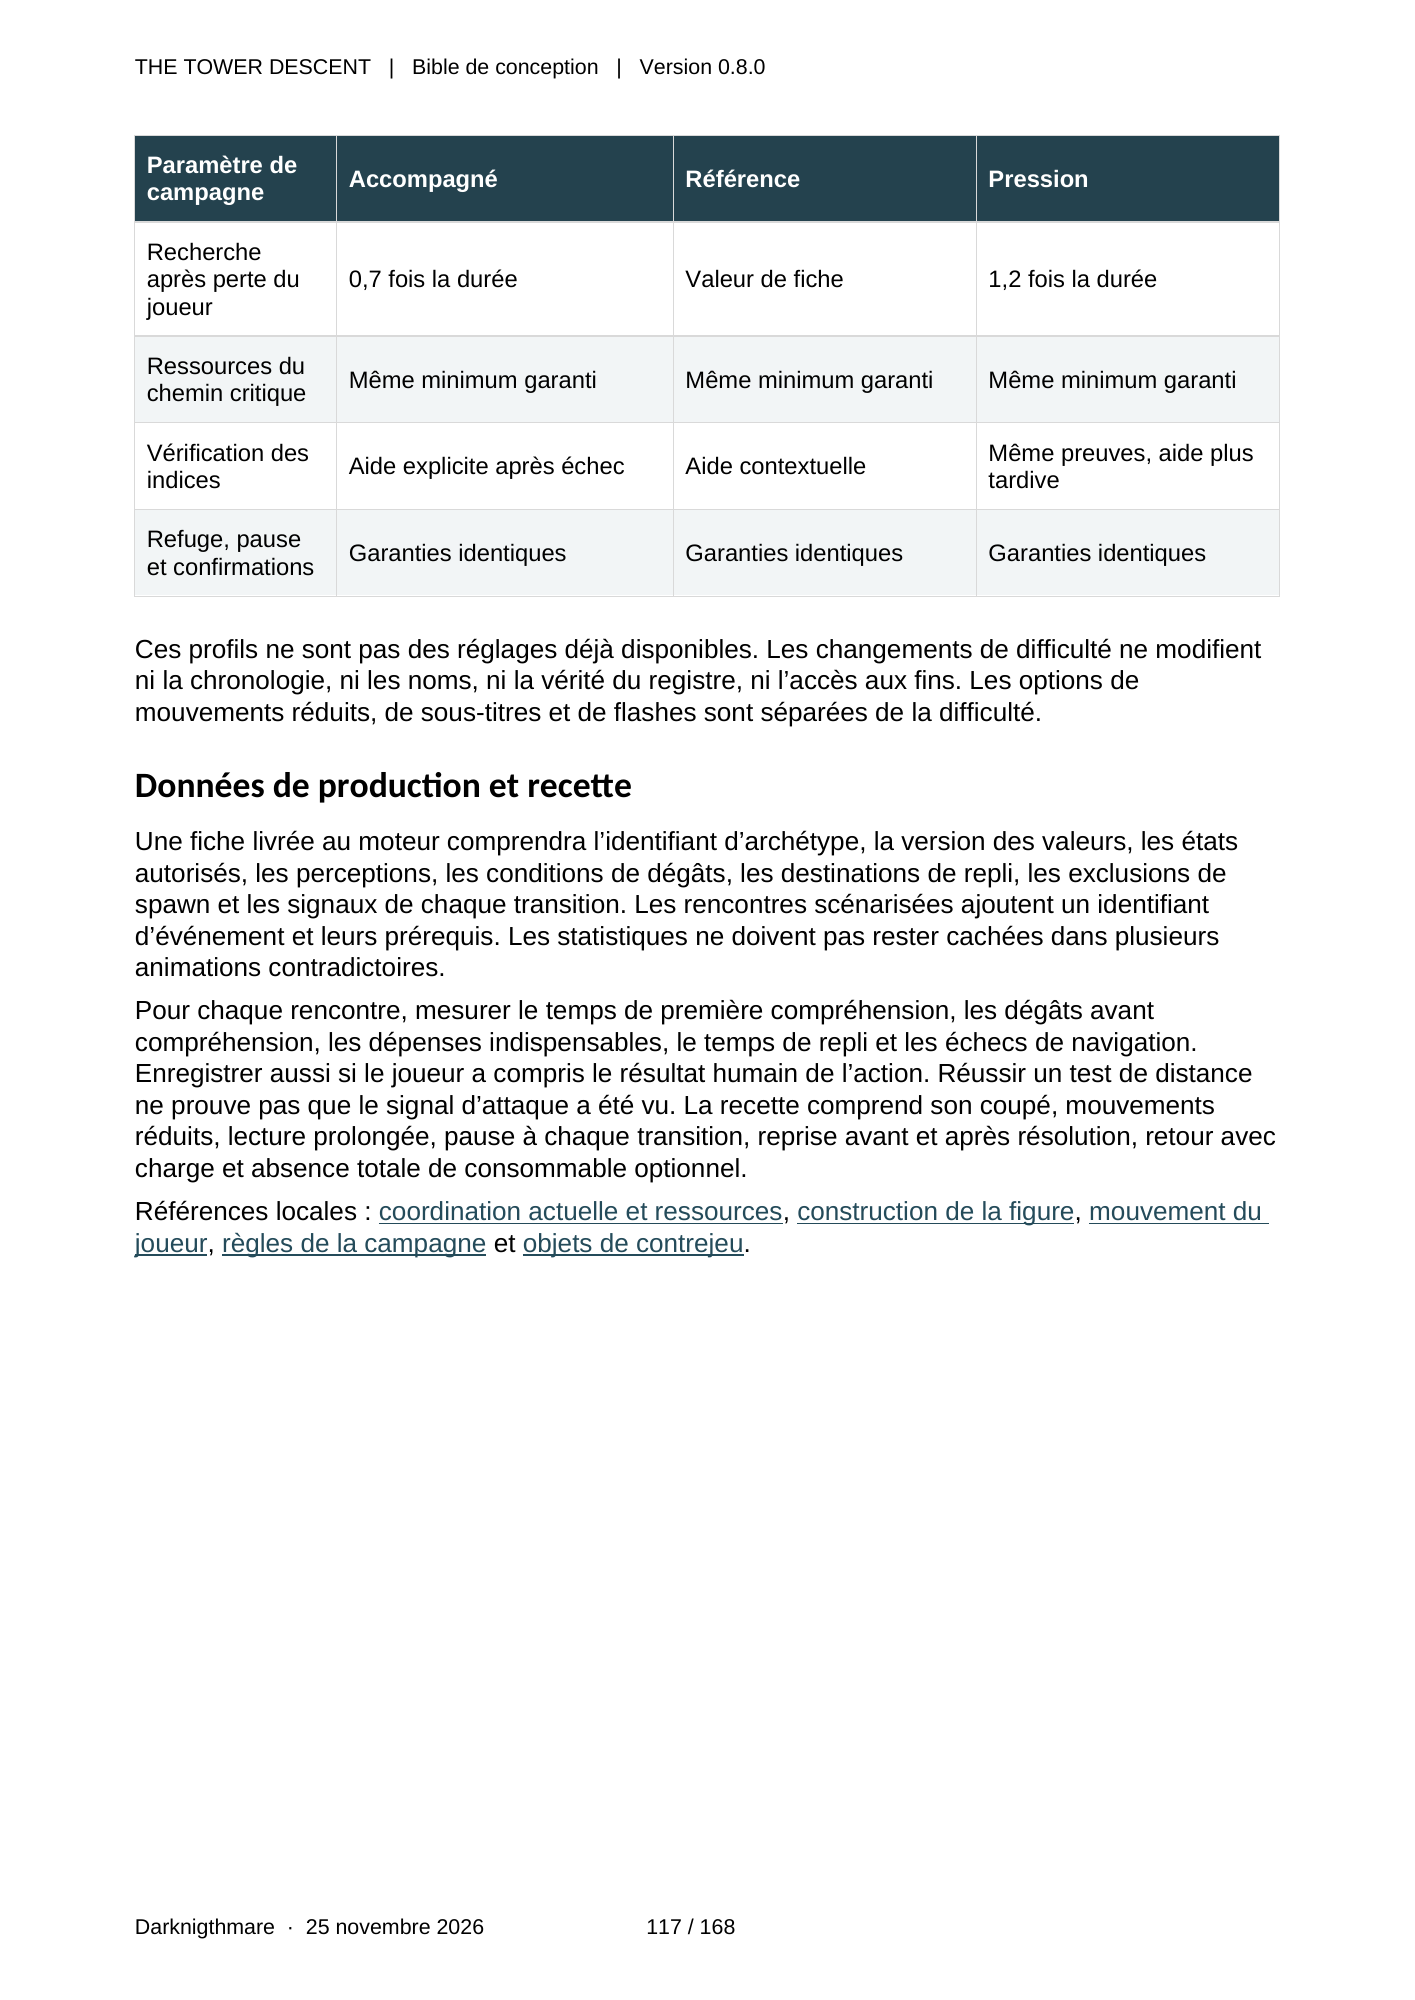 THE TOWER DESCENT | Bible de conception | Version 0.8.0
Paramètre de
campagne
Accompagné
Référence
Pression
Recherche
après perte du
joueur
0,7 fois la durée
Valeur de fiche
1,2 fois la durée
Ressources du
chemin critique
Même minimum garanti
Même minimum garanti
Même minimum garanti
Vérification des
indices
Aide explicite après échec
Aide contextuelle
Même preuves, aide plus
tardive
Refuge, pause
et confirmations
Garanties identiques
Garanties identiques
Garanties identiques
Ces profils ne sont pas des réglages déjà disponibles. Les changements de difficulté ne modifient
ni la chronologie, ni les noms, ni la vérité du registre, ni l’accès aux fins. Les options de
mouvements réduits, de sous-titres et de flashes sont séparées de la difficulté.
Données de production et recette
Une fiche livrée au moteur comprendra l’identifiant d’archétype, la version des valeurs, les états
autorisés, les perceptions, les conditions de dégâts, les destinations de repli, les exclusions de
spawn et les signaux de chaque transition. Les rencontres scénarisées ajoutent un identifiant
d’événement et leurs prérequis. Les statistiques ne doivent pas rester cachées dans plusieurs
animations contradictoires.
Pour chaque rencontre, mesurer le temps de première compréhension, les dégâts avant
compréhension, les dépenses indispensables, le temps de repli et les échecs de navigation.
Enregistrer aussi si le joueur a compris le résultat humain de l’action. Réussir un test de distance
ne prouve pas que le signal d’attaque a été vu. La recette comprend son coupé, mouvements
réduits, lecture prolongée, pause à chaque transition, reprise avant et après résolution, retour avec
charge et absence totale de consommable optionnel.
Références locales : coordination actuelle et ressources, construction de la figure, mouvement du
joueur, règles de la campagne et objets de contrejeu.
Darknigthmare · 25 novembre 2026
117 / 168